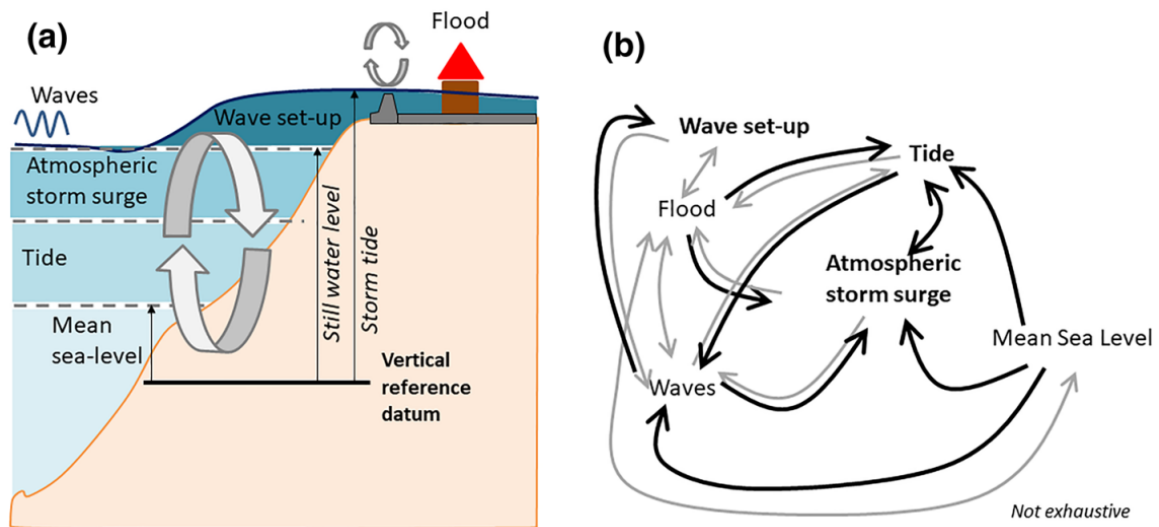 (a)
Flood
Waves
Wave set-up
Atmospheric
storm surge
Tide
Mean
sea-level
Still water level
Storm tide
Vertical
reference
datum
(b)
Wave set-up
Tide
Flood
Atmospheric
storm surge
Mean Sea Level
Waves
Not exhaustive